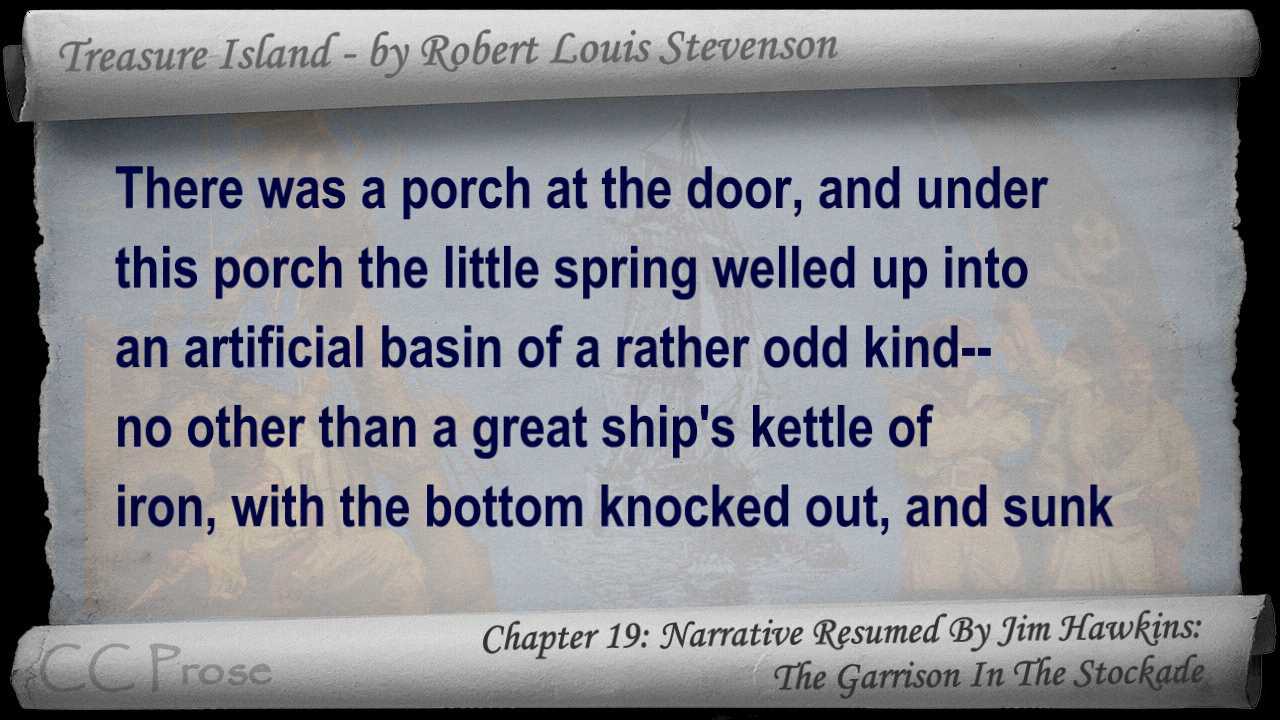 Treasure Island - by Robert Louis Stevenson
There was a porch at the door, and under
this porch the little spring welled up into
an artificial basin of a rather odd kind--
no other than a great ship's kettle of
iron, with the bottom knocked out, and sunk
Chapter 19: Narrative Resumed By Jim Hawkins:
The Garrison In The Stockade
CC Prose